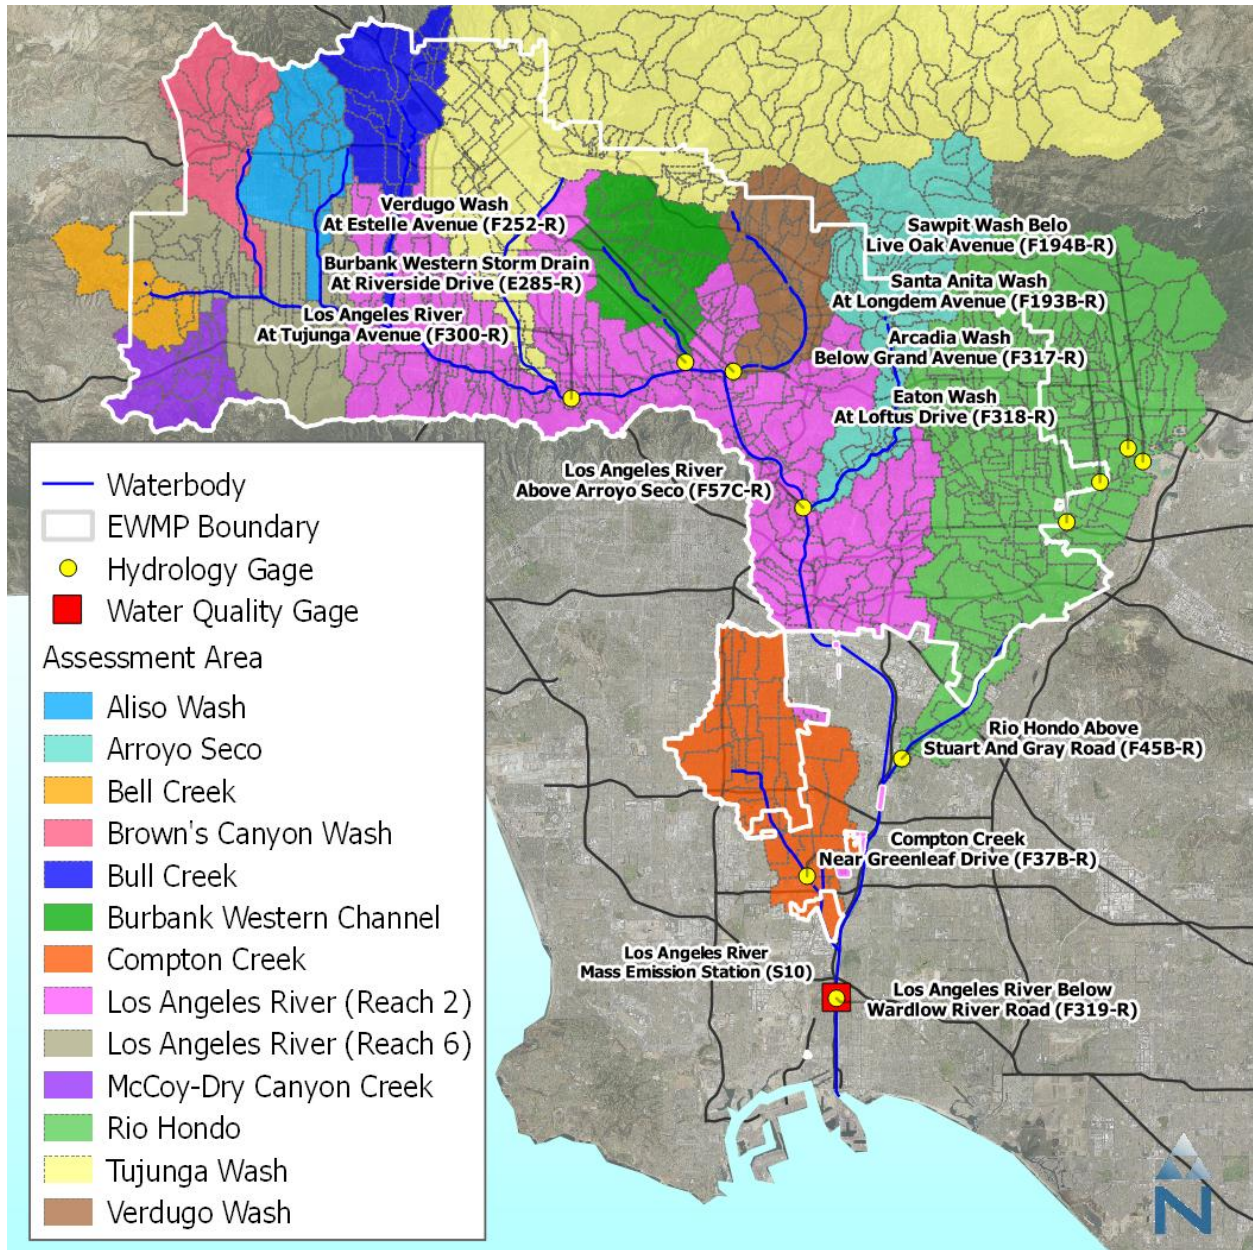 Verdugo Wash
At Estelle Avenue (F252-R)
Burbank Western Storm Drain
At Riverside Drive (E285-R)
Los Angeles River
At Tujunga Avenue (F300-R)
Sawpit Wash Belo
Live Oak Avenue (F194B-R)
Santa Anita Wash
At Longdem Avenue (F193B-R)
Arcadia Wash
Below Grand Avenue (F317-R)
Eaton Wash
At Loftus Drive (F318-R)
Los Angeles River
Above Arroyo Seco (F57C-R)
Rio Hondo Above
Stuart And Gray Road (F45B-R)
Compton Creek
Near Greenleaf Drive (F37B-R)
Los Angeles River
Mass Emission Station (S10)
Los Angeles River Below
Wardlow River Road (F319-R)
Waterbody
EWMP Boundary
Hydrology Gage
Water Quality Gage
Assessment Area
Aliso Wash
Arroyo Seco
Bell Creek
Brown's Canyon Wash
Bull Creek
Burbank Western Channel
Compton Creek
Los Angeles River (Reach 2)
Los Angeles River (Reach 6)
McCoy-Dry Canyon Creek
Rio Hondo
Tujunga Wash
Verdugo Wash
N